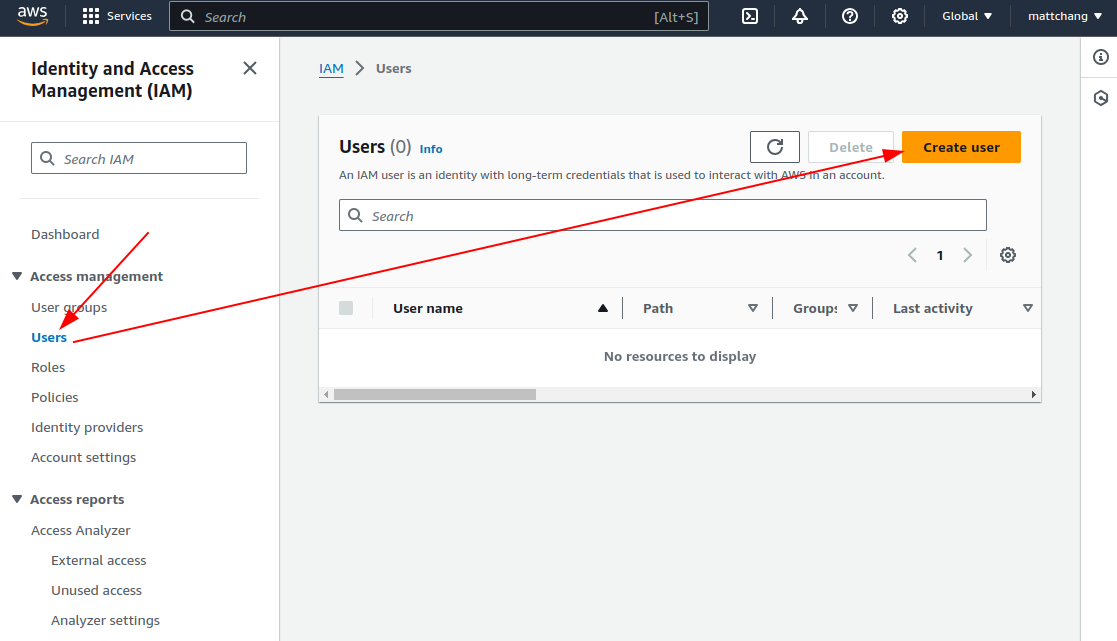 aws
Services
Search [Alt+S]
Global
mattchang
Identity and Access
Management (IAM)
Search IAM
Dashboard
Access management
User groups
Users
Roles
Policies
Identity providers
Account settings
Access reports
Access Analyzer
External access
Unused access
Analyzer settings
IAM > Users
Users (0) Info
Delete
Create user
An IAM user is an identity with long-term credentials that is used to interact with AWS in an account.
Search
1
User name Path Groups Last activity
No resources to display